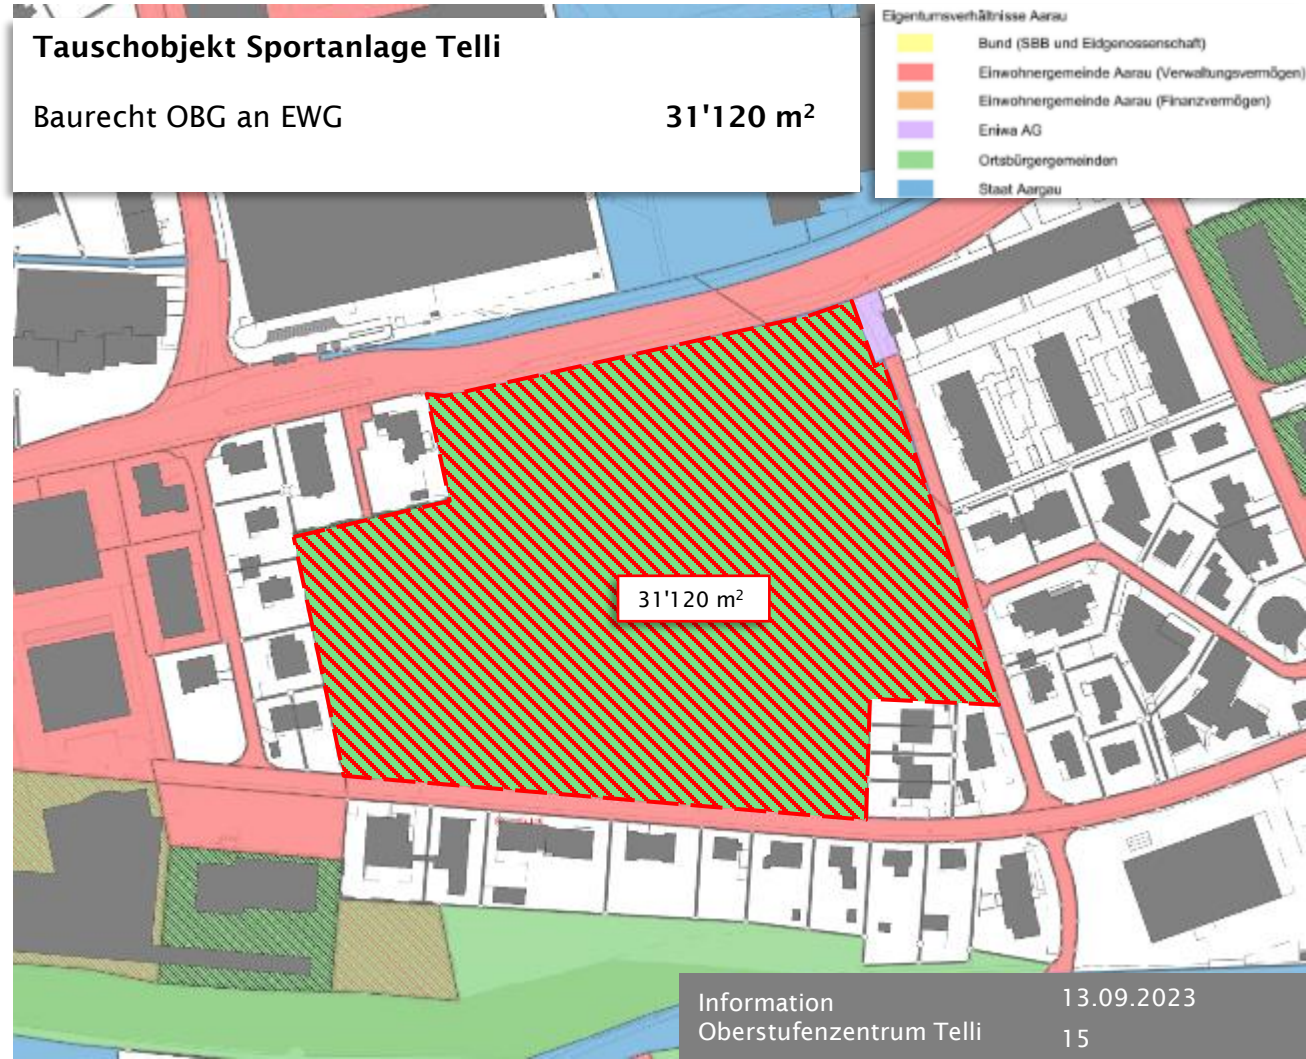 Tauschobjekt Sportanlage Telli
Baurecht OBG an EWG 31'120 m²
Eigentumsverhältnisse Aarau
Bund (SBB und Eidgenossenschaft)
Einwohnergemeinde Aarau (Verwaltungsvermögen)
Einwohnergemeinde Aarau (Finanzvermögen)
Eniwa AG
Ortsbürgergemeinden
Staat Aargau
31'120 m²
Information 13.09.2023
Oberstufenzentrum Telli 15